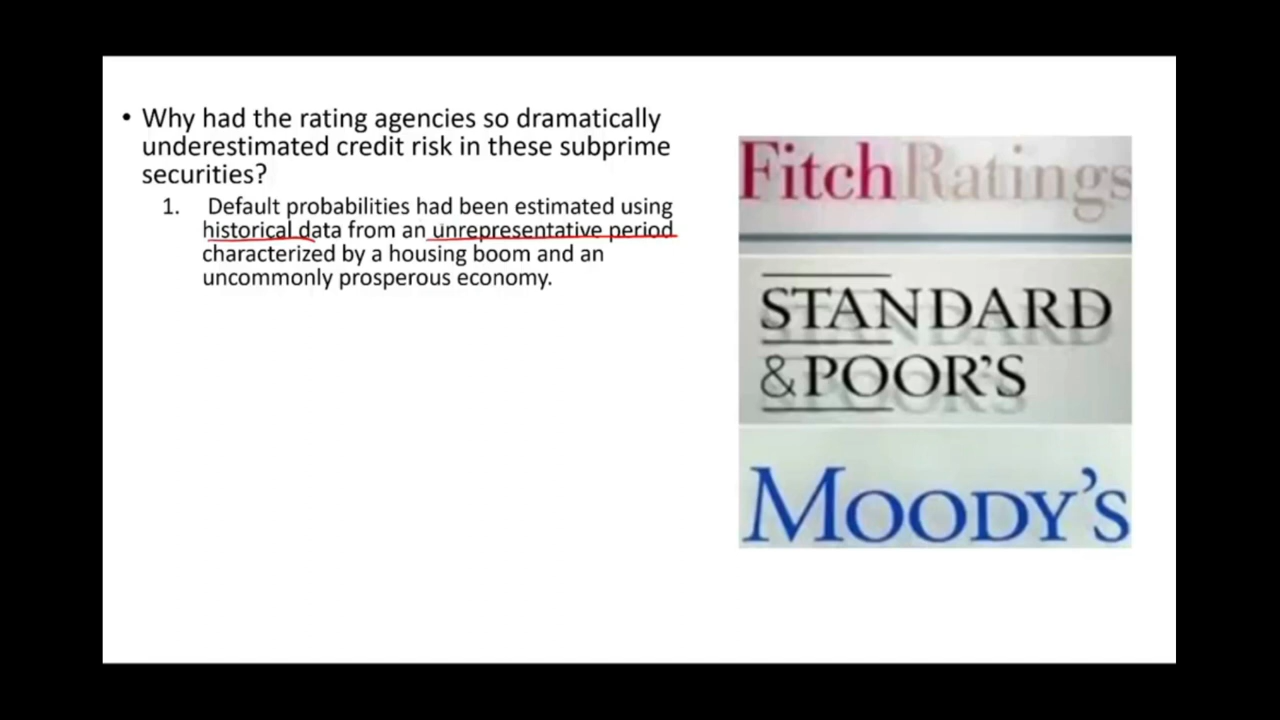 • Why had the rating agencies so dramatically
underestimated credit risk in these subprime
securities?
1. Default probabilities had been estimated using
historical data from an unrepresentative period
characterized by a housing boom and an
uncommonly prosperous economy.
FitchRatings
STANDARD
&POOR'S
MOODY'S